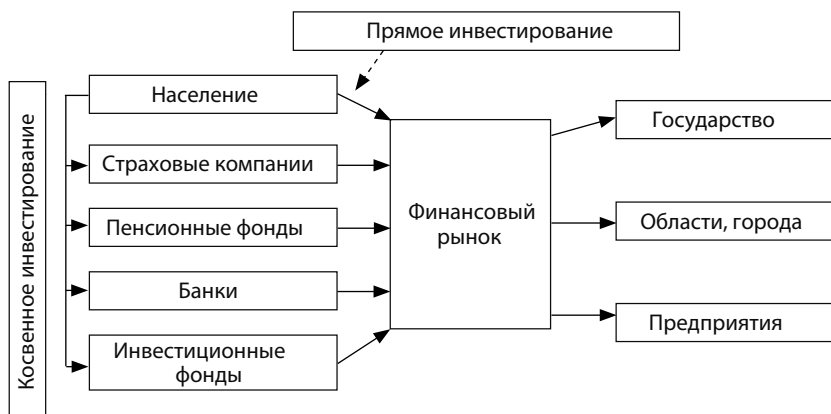 Прямое инвестирование
Косвенное инвестирование
Население
Страховые компании
Пенсионные фонды
Банки
Инвестиционные
фонды
Финансовый
рынок
Государство
Области, города
Предприятия